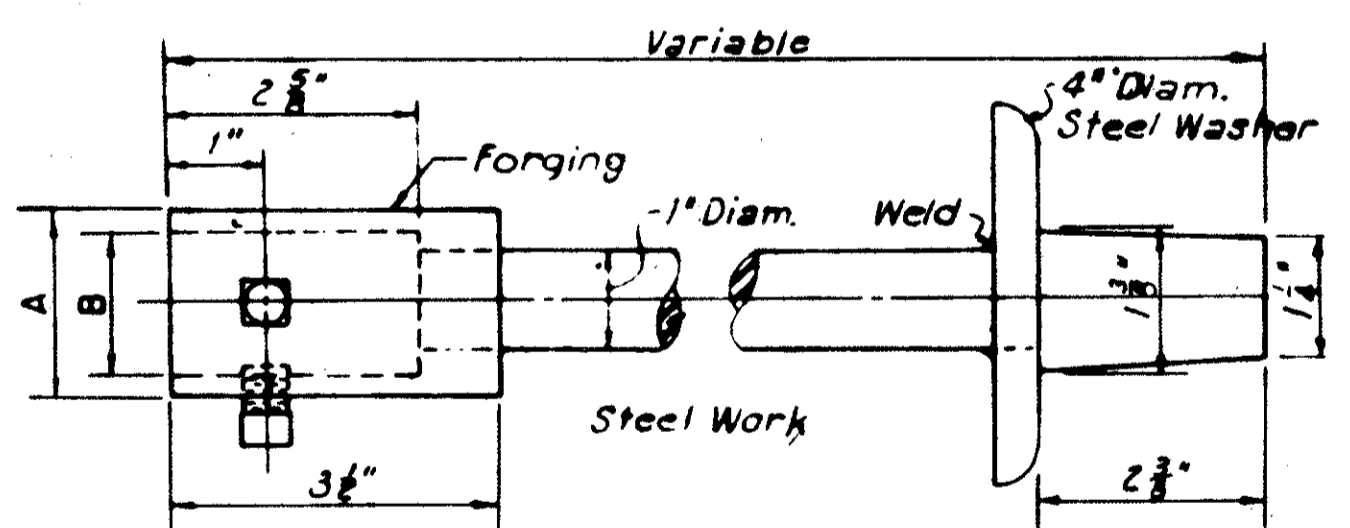 Variable
2 5/8"
4" Diam.
Steel Washer
1"
Forging
1" Diam.
Weld
A
B
1 3/8"
1 1/4"
Steel Work
3 1/2"
2 3/8"